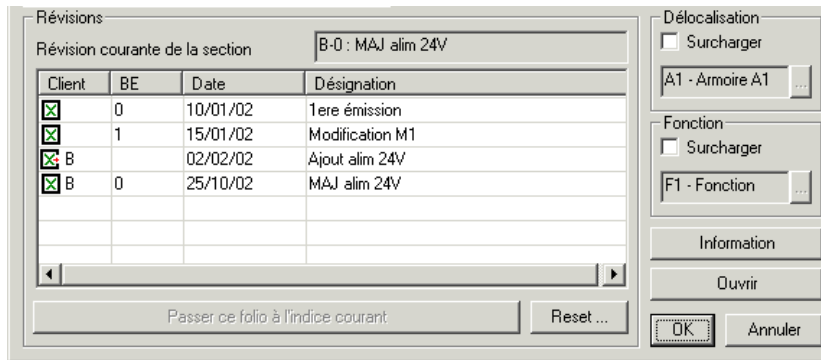 Révisions
Révision courante de la section B-0 : MAJ alim 24V
Client BE Date Désignation
0 10/01/02 1ere émission
1 15/01/02 Modification M1
B 02/02/02 Ajout alim 24V
B 0 25/10/02 MAJ alim 24V
Passer ce folio à l'indice courant Reset ...
Délocalisation
Surcharger
A1 - Armoire A1 ...
Fonction
Surcharger
F1 - Fonction ...
Information
Ouvrir
OK Annuler